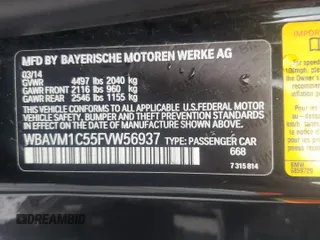 MFD BY BAYERISCHE MOTOREN WERKE AG
03/14
GVWR 4497 lbs 2040 kg
GAWR FRONT 2116 lbs 960 kg
GAWR REAR 2546 lbs 1155 kg
THIS VEHICLE CONFORMS TO ALL APPLICABLE
FEDERAL MOTOR VEHICLE SAFETY, BUMPER AND
THEFT PREVENTION STANDARDS IN EFFECT ON THE
DATE OF MANUFACTURE SHOWN ABOVE.
WBAVM1C55FVW56937 TYPE: PASSENGER CAR
668
7 315 814
BMW
DREAMBID